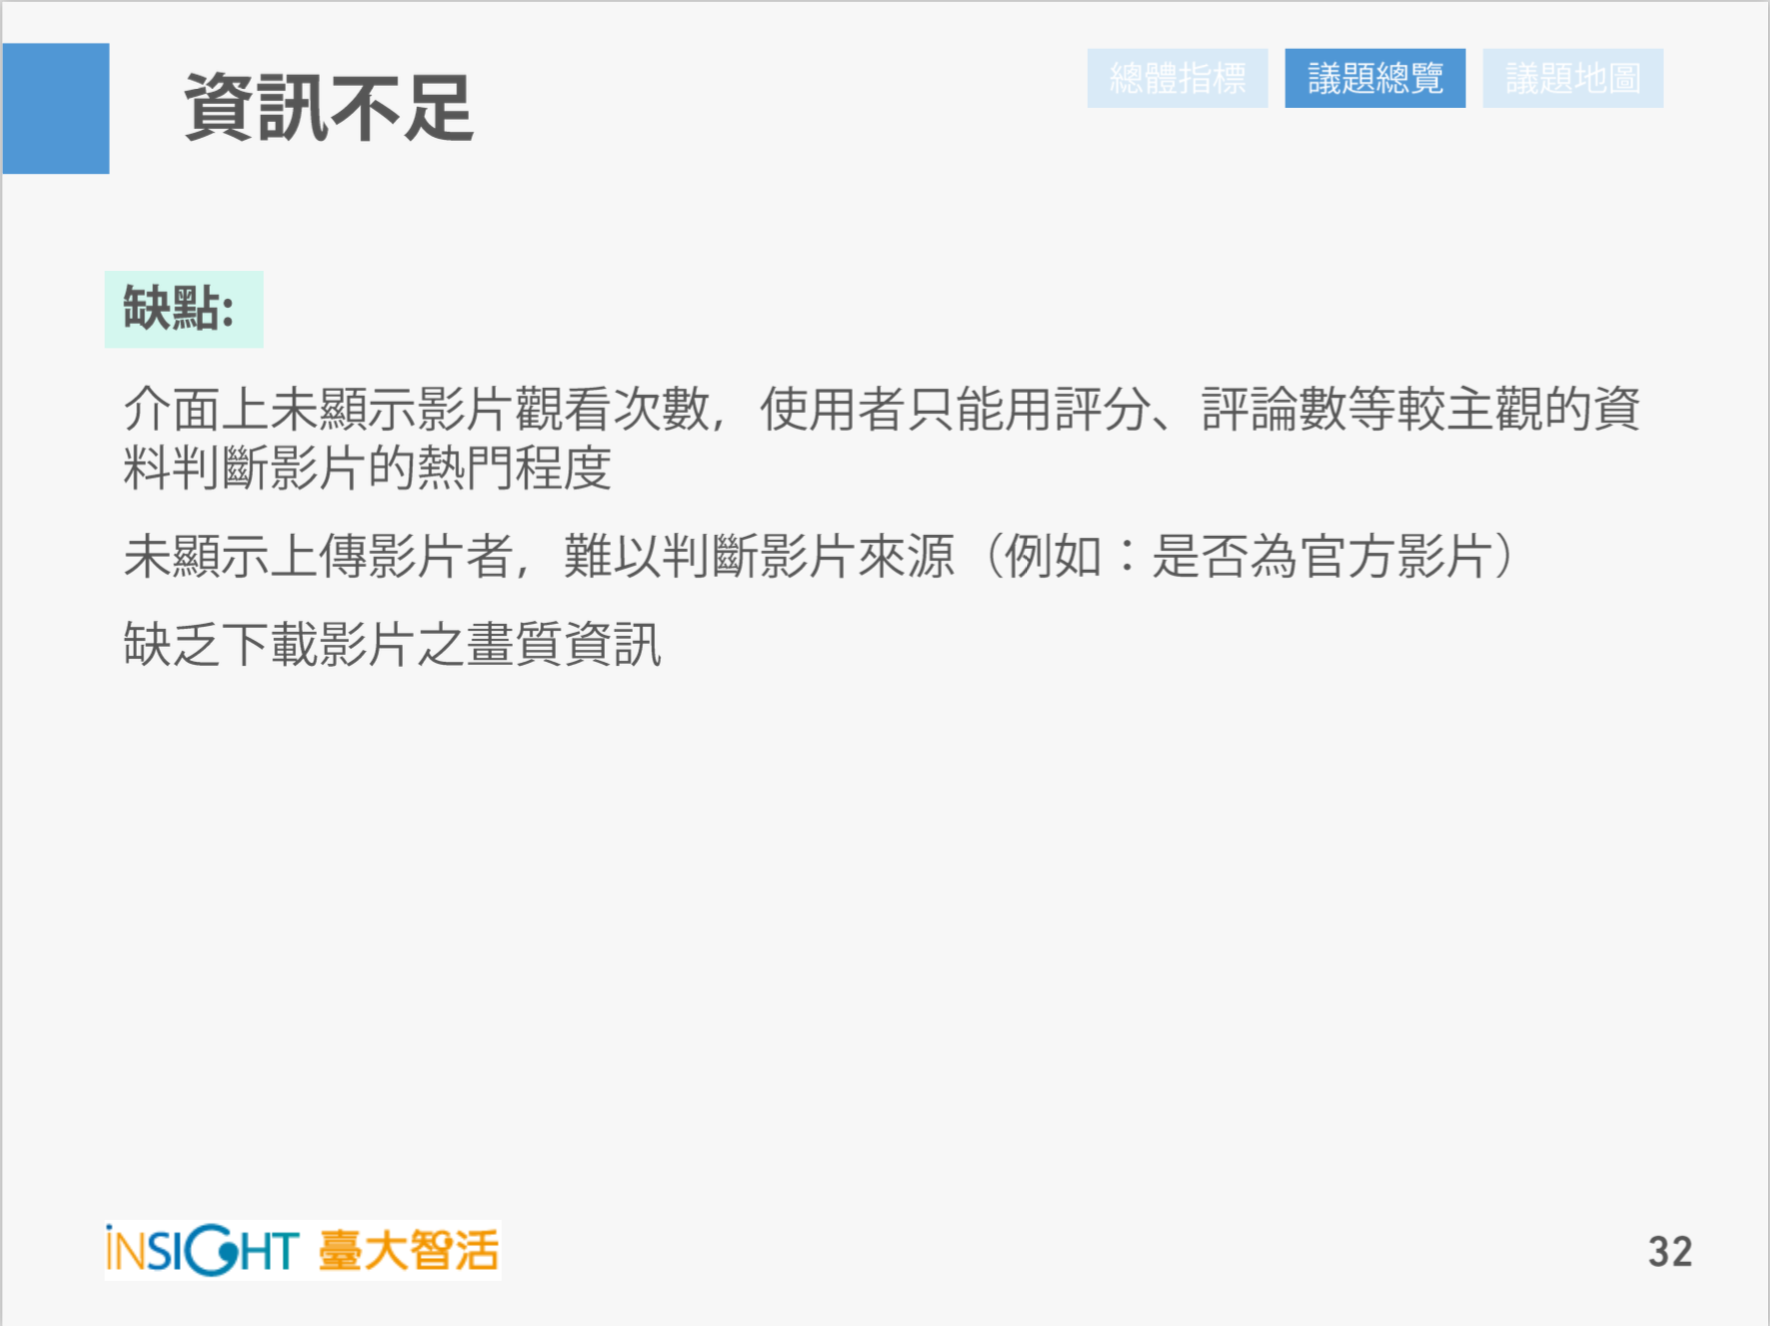 資訊不足
總體指標
議題總覽
議題地圖
缺點:
介面上未顯示影片觀看次數，使用者只能用評分、評論數等較主觀的資
料判斷影片的熱門程度
未顯示上傳影片者，難以判斷影片來源（例如：是否為官方影片）
缺乏下載影片之畫質資訊
iNSIGHT 臺大智活
32